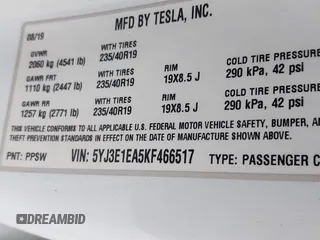 MFD BY TESLA, INC.
08/19
GVWR WITH TIRES COLD TIRE PRESSURE
2060 kg (4541 lb) 235/40R19 RIM 290 kPa, 42 psi
GAWR FRT WITH TIRES 19X8.5 J
1110 kg (2447 lb) 235/40R19 COLD TIRE PRESSURE
GAWR RR WITH TIRES RIM 290 kPa, 42 psi
1257 kg (2771 lb) 235/40R19 19X8.5 J
THIS VEHICLE CONFORMS TO ALL APPLICABLE U.S. FEDERAL MOTOR VEHICLE SAFETY, BUMPER, AND
THEFT PREVENTION STANDARDS IN EFFECT ON THE DATE OF MANUFACTURE SHOWN ABOVE.
PNT: PPSW VIN: 5YJ3E1EA5KF466517 TYPE: PASSENGER C
DREAMBID